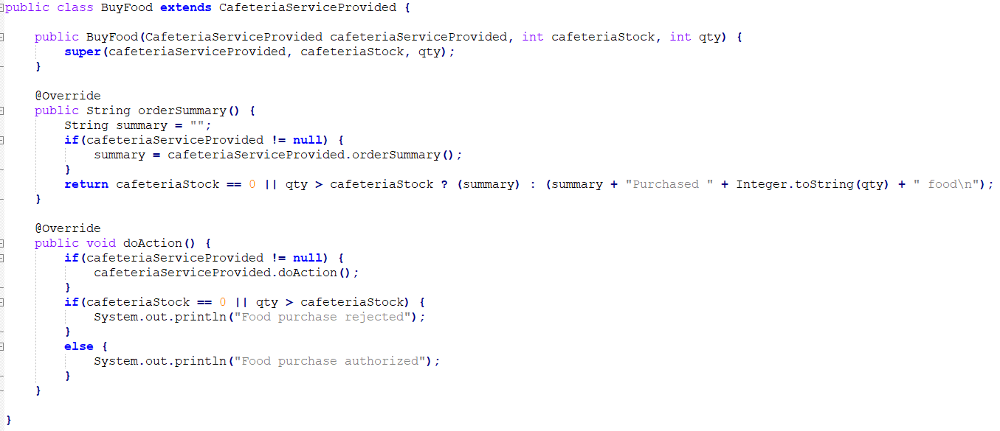 public class BuyFood extends CafeteriaServiceProvided {
    public BuyFood(CafeteriaServiceProvided cafeteriaServiceProvided, int cafeteriaStock, int qty) {
        super(cafeteriaServiceProvided, cafeteriaStock, qty);
    }
    @Override
    public String orderSummary() {
        String summary = "";
        if(cafeteriaServiceProvided != null) {
            summary = cafeteriaServiceProvided.orderSummary();
        }
        return cafeteriaStock == 0 || qty > cafeteriaStock ? (summary) : (summary + "Purchased " + Integer.toString(qty) + " food\n");
    }
    @Override
    public void doAction() {
        if(cafeteriaServiceProvided != null) {
            cafeteriaServiceProvided.doAction();
        }
        if(cafeteriaStock == 0 || qty > cafeteriaStock) {
            System.out.println("Food purchase rejected");
        }
        else {
            System.out.println("Food purchase authorized");
        }
    }
}